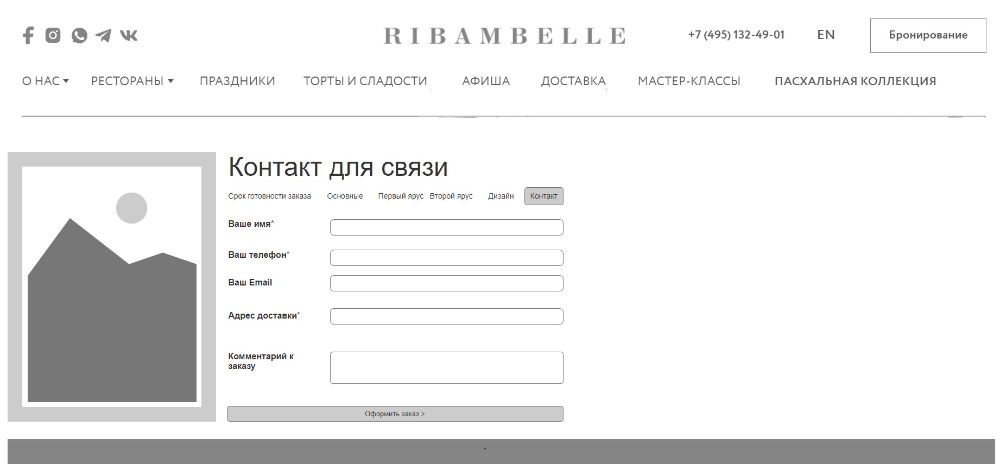 RIBAMBELLE
+7 (495) 132-49-01
EN
Бронирование
О НАС
РЕСТОРАНЫ
ПРАЗДНИКИ
ТОРТЫ И СЛАДОСТИ
АФИША
ДОСТАВКА
МАСТЕР-КЛАССЫ
ПАСХАЛЬНАЯ КОЛЛЕКЦИЯ
Контакт для связи
Срок готовности заказа
Основные
Первый ярус
Второй ярус
Дизайн
Контакт
Ваше имя*
Ваш телефон*
Ваш Email
Адрес доставки*
Комментарий к
заказу
Оформить заказ >